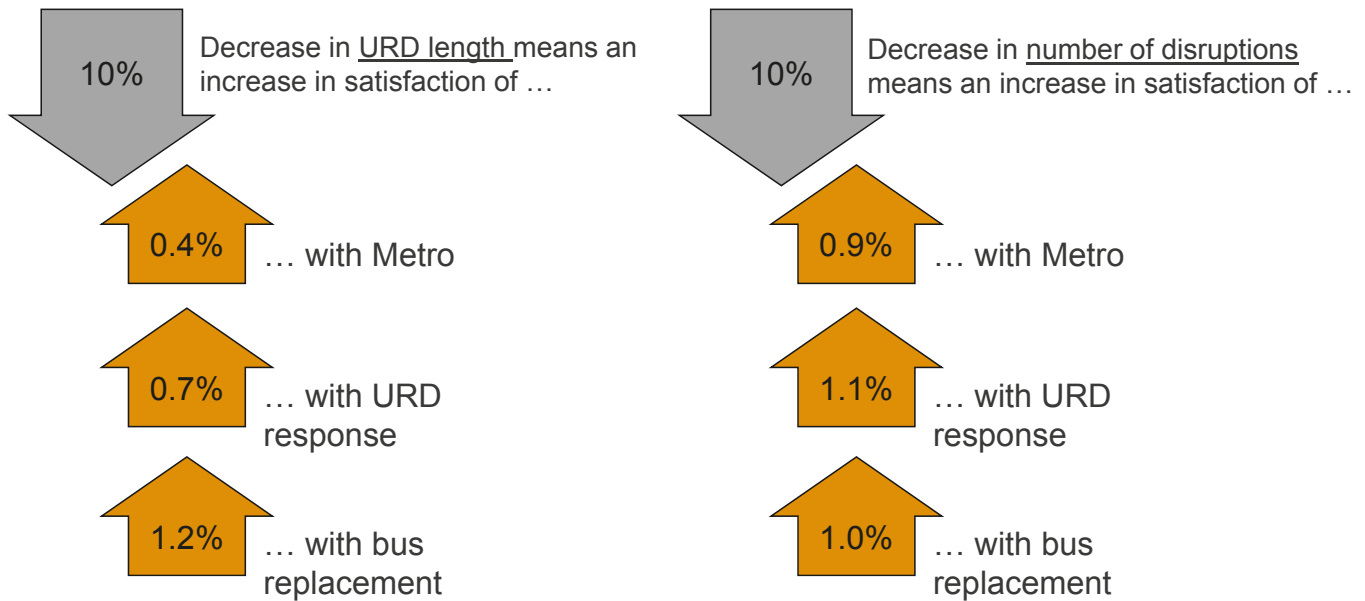 10%
Decrease in URD length means an
increase in satisfaction of …
0.4%
… with Metro
0.7%
… with URD
response
1.2%
… with bus
replacement
10%
Decrease in number of disruptions
means an increase in satisfaction of …
0.9%
… with Metro
1.1%
… with URD
response
1.0%
… with bus
replacement